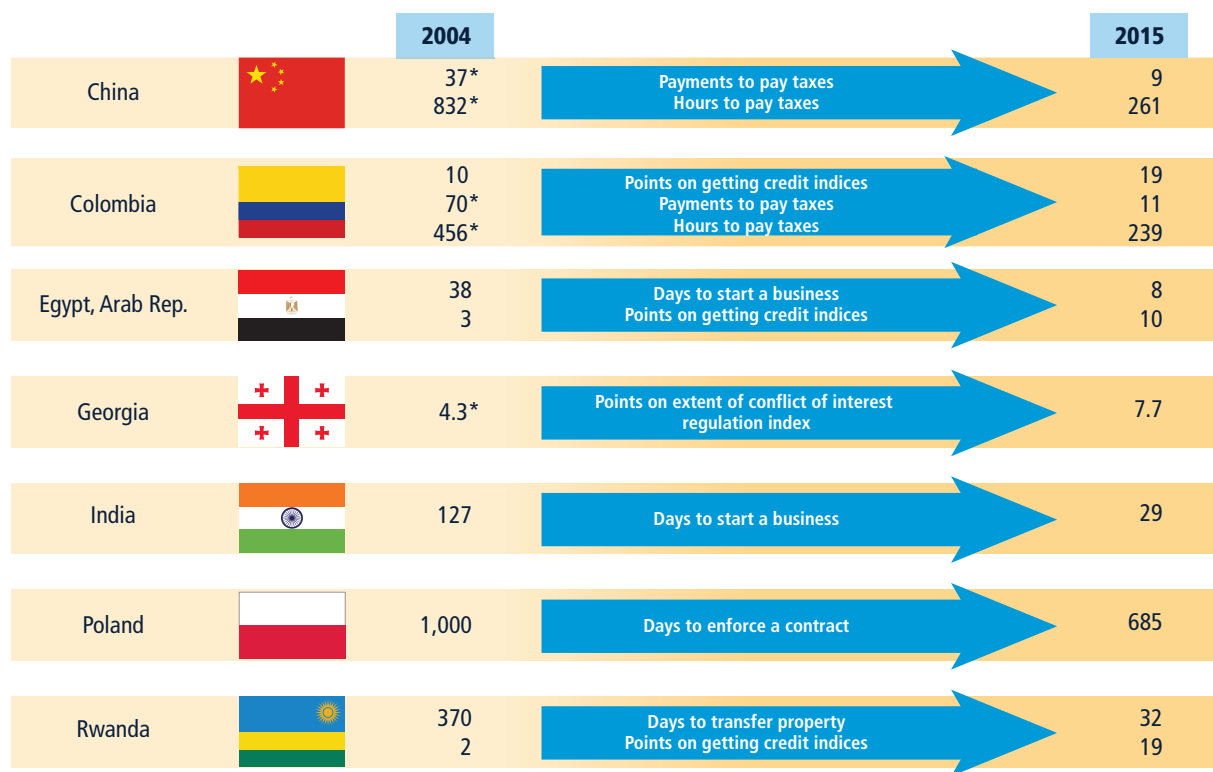 2004 2015
China 37* Payments to pay taxes 9
832* Hours to pay taxes 261
Colombia 10 Points on getting credit indices 19
70* Payments to pay taxes 11
456* Hours to pay taxes 239
Egypt, Arab Rep. 38 Days to start a business 8
3 Points on getting credit indices 10
Georgia 4.3* Points on extent of conflict of interest
regulation index 7.7
India 127 Days to start a business 29
Poland 1,000 Days to enforce a contract 685
Rwanda 370 Days to transfer property 32
2 Points on getting credit indices 19